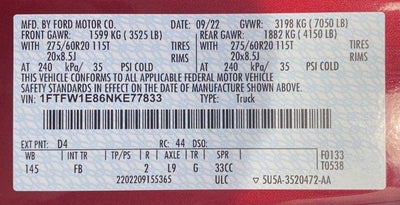 MFD. BY FORD MOTOR CO. 09/22 GVWR: 3198 KG ( 7050 LB)
FRONT GAWR: 1599 KG ( 3525 LB) REAR GAWR: 1882 KG ( 4150 LB)
WITH 275/60R20 115T TIRES WITH 275/60R20 115T TIRES
20x8.5J RIMS 20x8.5J RIMS
AT 240 kPa/ 35 PSI COLD AT 240 kPa/ 35 PSI COLD
THIS VEHICLE CONFORMS TO ALL APPLICABLE FEDERAL MOTOR VEHICLE
SAFETY STANDARDS IN EFFECT ON THE DATE OF MANUFACTURE SHOWN ABOVE.
VIN: 1FTFW1E86NKE77833 TYPE: Truck
EXT PNT: D4 RC: 44 DSO: F0133
WB INT TR TP/PS R AXLE TR SPR T0538
145 FB 2 L9 G 33CC
2202209155365 ULC 5U5A-3520472-AA